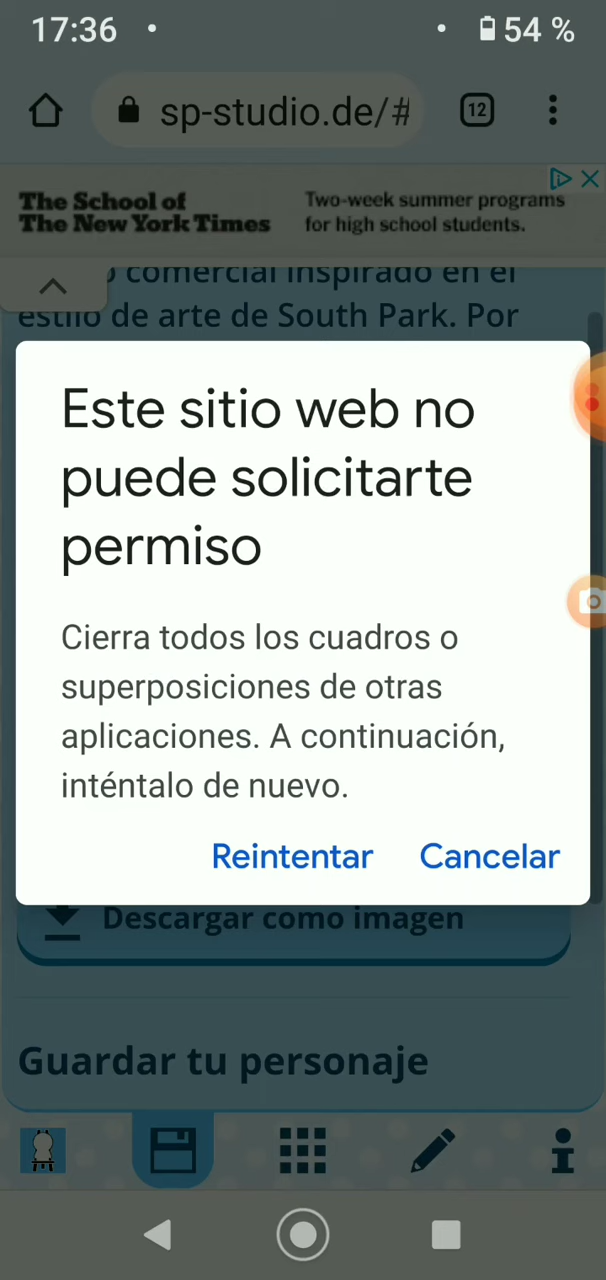 17:36
54 %
sp-studio.de/#
12
The School of
The New York Times
Two-week summer programs
for high school students.
comercial inspirado en el
estilo de arte de South Park. Por
Este sitio web no
puede solicitarte
permiso
Cierra todos los cuadros o
superposiciones de otras
aplicaciones. A continuación,
inténtalo de nuevo.
Reintentar
Cancelar
Descargar como imagen
Guardar tu personaje